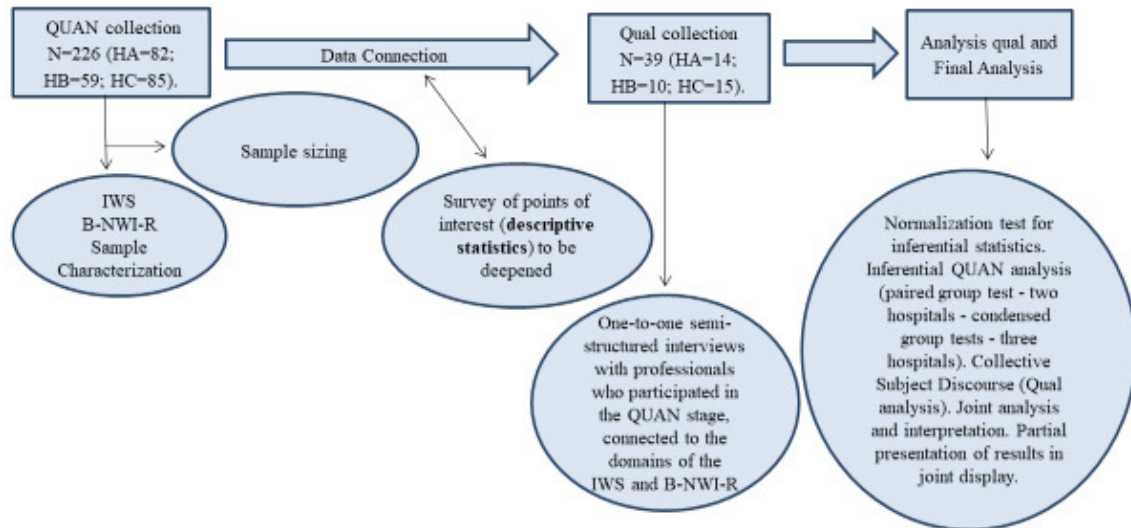 QUAN collection
N=226 (HA=82;
HB=59; HC=85).
Data Connection
Qual collection
N=39 (HA=14;
HB=10; HC=15).
Analysis qual and
Final Analysis
Sample sizing
IWS
B-NWI-R
Sample
Characterization
Survey of points of
interest (descriptive
statistics) to be
deepened
One-to-one semi-
structured interviews
with professionals
who participated in
the QUAN stage,
connected to the
domains of the
IWS and B-NWI-R
Normalization test for
inferential statistics.
Inferential QUAN analysis
(paired group test - two
hospitals - condensed
group tests - three
hospitals). Collective
Subject Discourse (Qual
analysis). Joint analysis
and interpretation. Partial
presentation of results in
joint display.